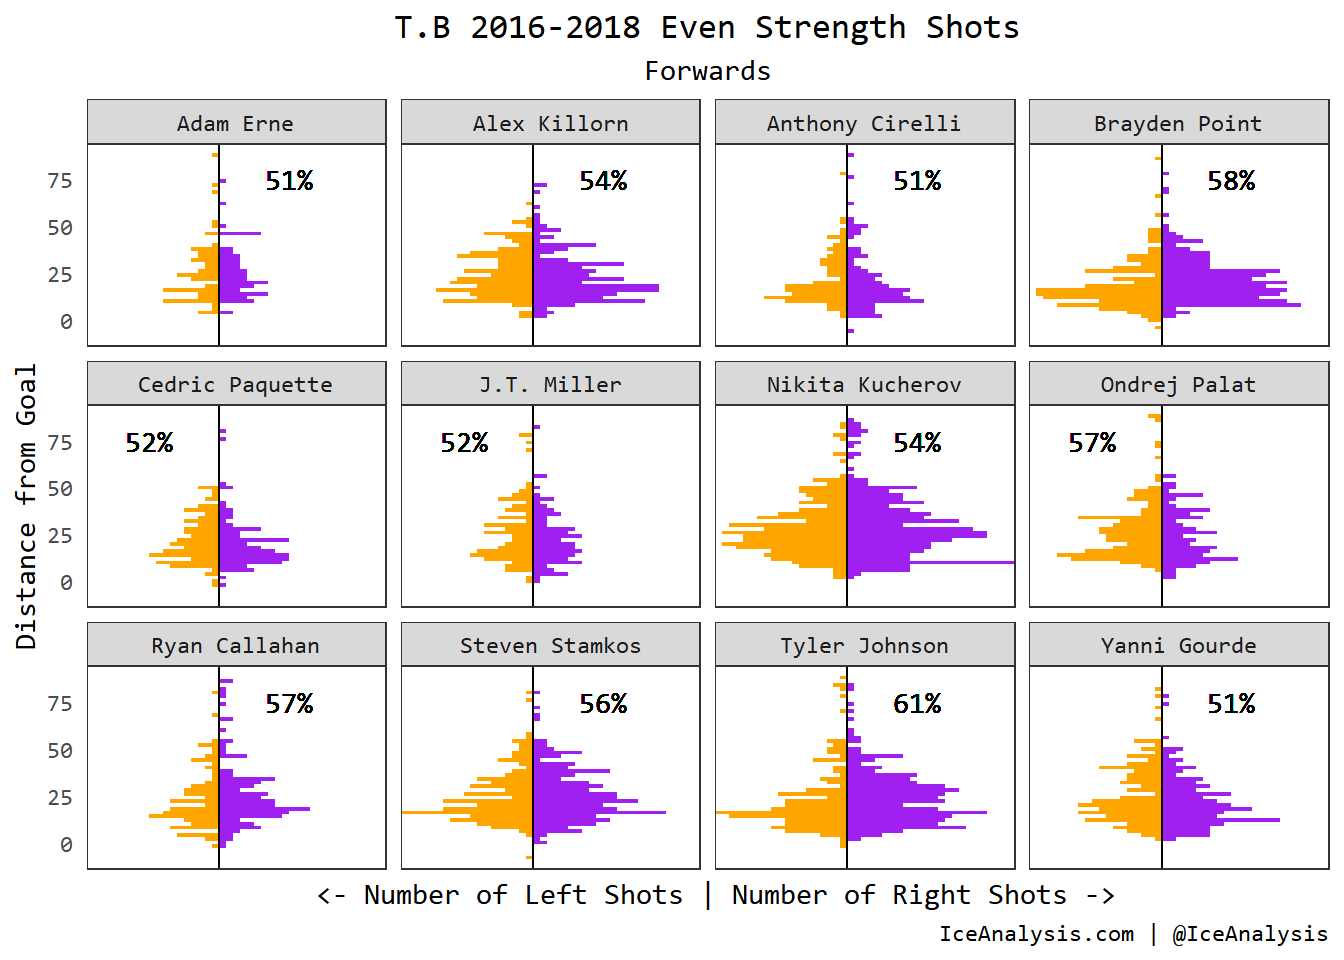 T.B 2016-2018 Even Strength Shots
Forwards
Adam Erne
Alex Killorn
Anthony Cirelli
Brayden Point
75
50
25
0
51%
54%
51%
58%
Distance from Goal
Cedric Paquette
J.T. Miller
Nikita Kucherov
Ondrej Palat
75
50
25
0
52%
52%
54%
57%
Ryan Callahan
Steven Stamkos
Tyler Johnson
Yanni Gourde
75
50
25
0
57%
56%
61%
51%
<- Number of Left Shots | Number of Right Shots ->
IceAnalysis.com | @IceAnalysis